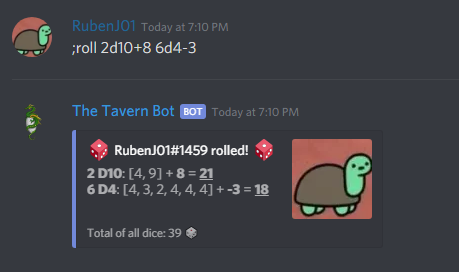 RubenJ01 Today at 7:10 PM
;roll 2d10+8 6d4-3
The Tavern Bot BOT Today at 7:10 PM
RubenJ01#1459 rolled!
2 D10: [4, 9] + 8 = 21
6 D4: [4, 3, 2, 4, 4, 4] + -3 = 18
Total of all dice: 39